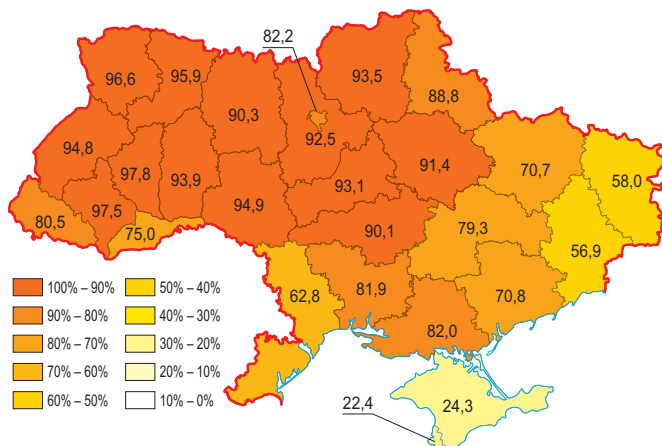 82,2
96,6
95,9
90,3
93,5
88,8
92,5
94,8
97,8
93,9
91,4
70,7
58,0
93,1
97,5
94,9
80,5
75,0
90,1
79,3
56,9
62,8
81,9
70,8
82,0
100% – 90%
90% – 80%
80% – 70%
70% – 60%
60% – 50%
50% – 40%
40% – 30%
30% – 20%
20% – 10%
10% – 0%
22,4
24,3